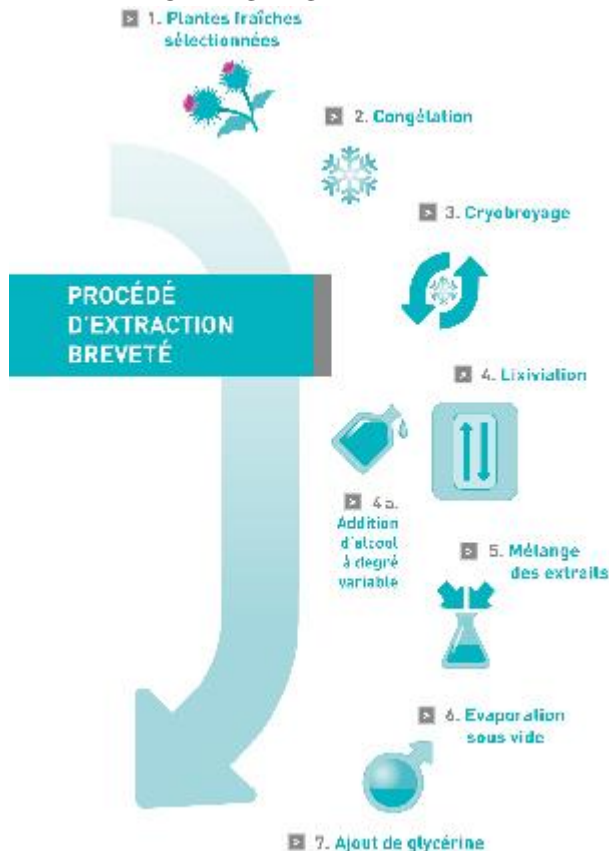 1. Plantes fraîches
sélectionnées
2. Congélation
3. Cryobroyage
PROCÉDÉ
D'EXTRACTION
BREVETÉ
4. Lixiviation
4a.
Addition
d'alcool
à degré
variable
5. Mélange
des extraits
6. Evaporation
sous vide
7. Ajout de glycérine